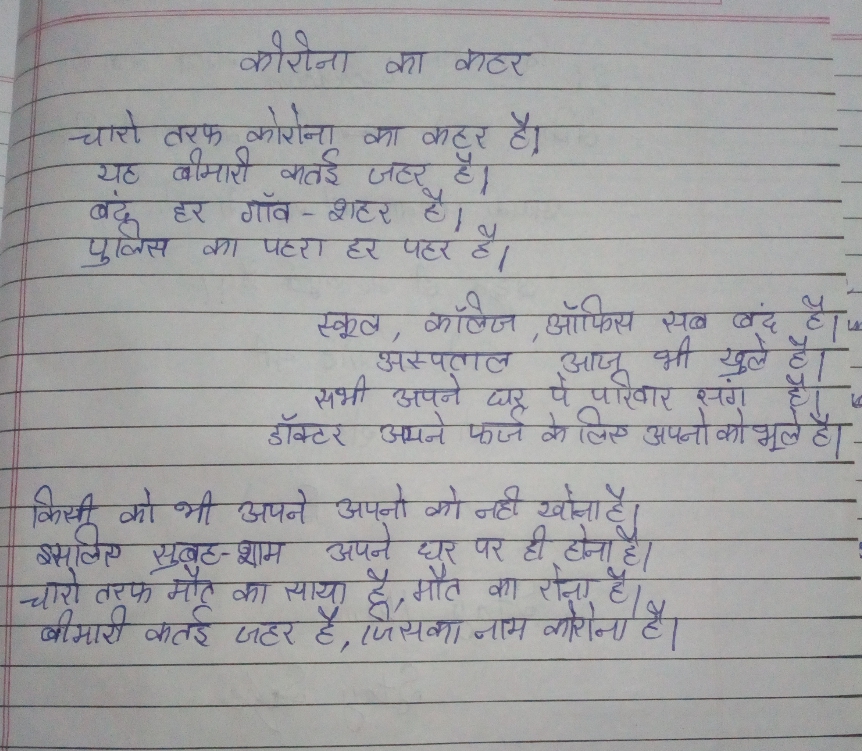 कोरोना का कहर
चारो तरफ कोरोना का कहर है।
यह बीमारी कतई जहर है।
बंद हर गाँव - शहर है।
पुलिस का पहरा हर पहर है।
स्कूल, कॉलेज, ऑफिस सब बंद है।
अस्पताल आज भी खुले है।
सभी अपने घर पे परिवार संग है।
डॉक्टर अपने फर्ज के लिए अपनो को भूले है।
किसी को भी अपने अपनो को नही खोना है।
इसलिए सुबह-शाम अपने घर पर ही होना है।
चारो तरफ मौत का साया है, मौत का रोना है।
बीमारी कतई जहर है, जिसका नाम कोरोना है।